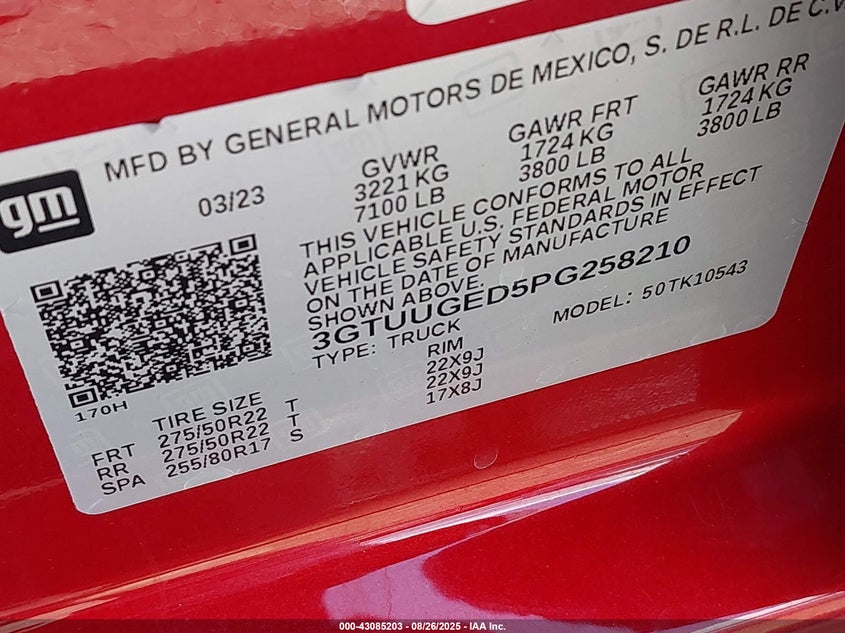 MFD BY GENERAL MOTORS DE MEXICO, S. DE R.L. DE C.V
gm
03/23
GVWR
3221 KG
7100 LB
GAWR FRT
1724 KG
3800 LB
GAWR RR
1724 KG
3800 LB
THIS VEHICLE CONFORMS TO ALL
APPLICABLE U.S. FEDERAL MOTOR
VEHICLE SAFETY STANDARDS IN EFFECT
ON THE DATE OF MANUFACTURE
SHOWN ABOVE.
3GTUUGED5PG258210
TYPE: TRUCK
MODEL: 50TK10543
170H
TIRE SIZE RIM
FRT 275/50R22 T 22X9J
RR 275/50R22 T 22X9J
SPA 255/80R17 S 17X8J
000-43085203 - 08/26/2025 - IAA Inc.